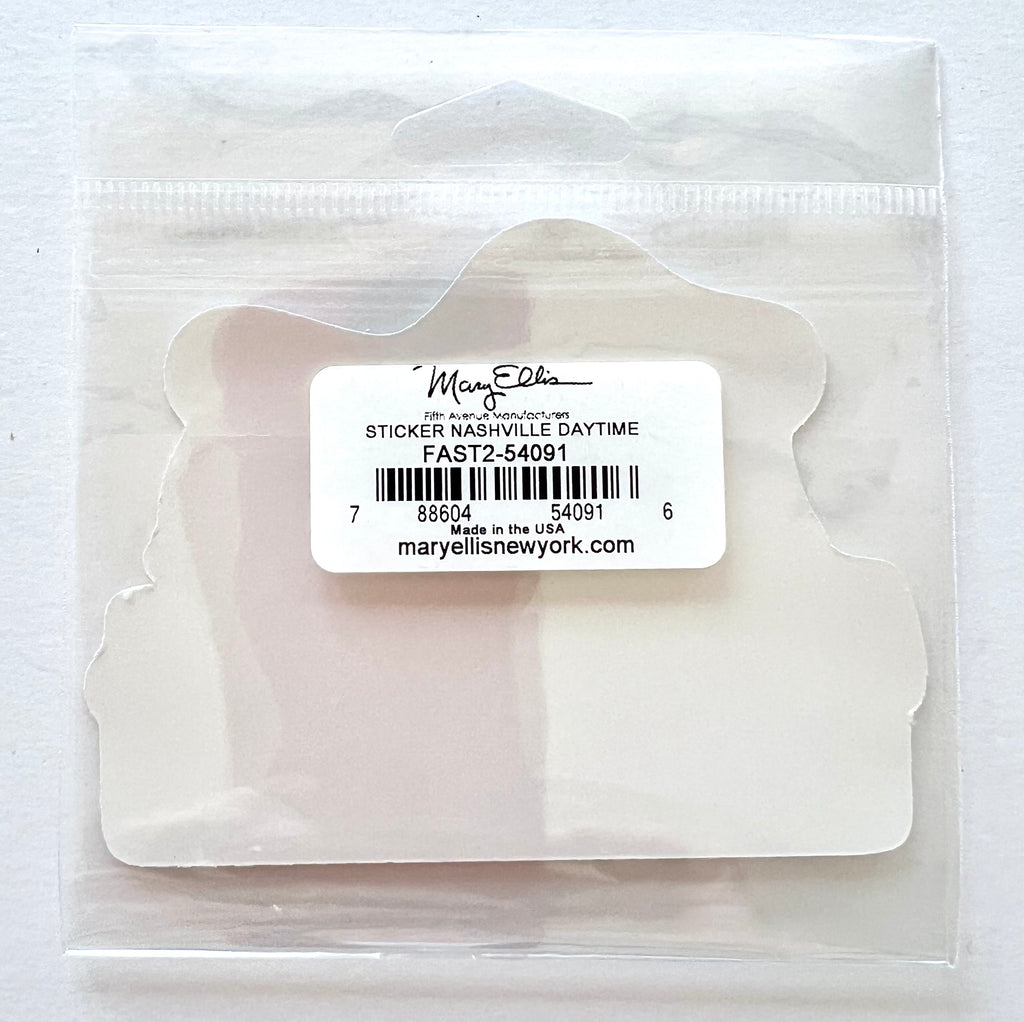 Mary Ellis
Fifth Avenue Manufacturers
STICKER NASHVILLE DAYTIME
FAST2-54091
7 88604 54091 6
Made in the USA
maryellisnewyork.com